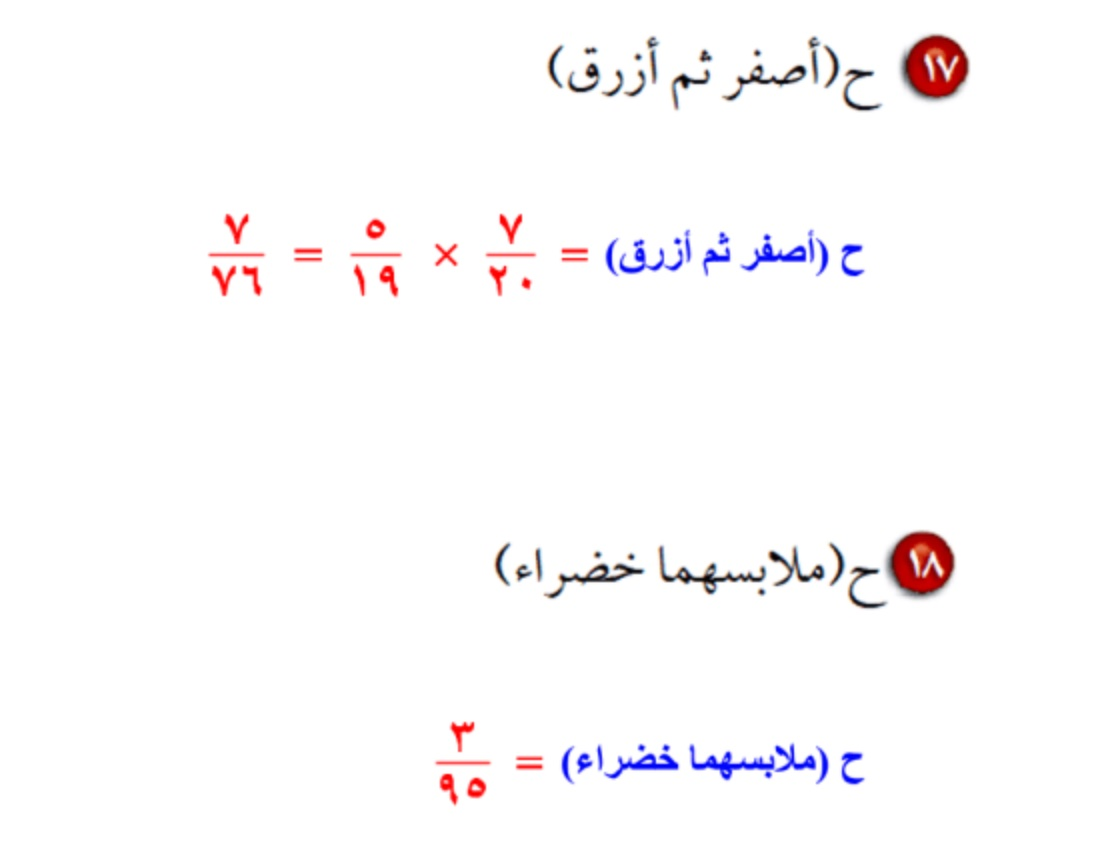 ١٧ ح(أصفر ثم أزرق)
ح (أصفر ثم أزرق) = ٧/٢٠ × ٥/١٩ = ٧/٧٦
١٨ ح(ملابسهما خضراء)
ح (ملابسهما خضراء) = ٣/٩٥